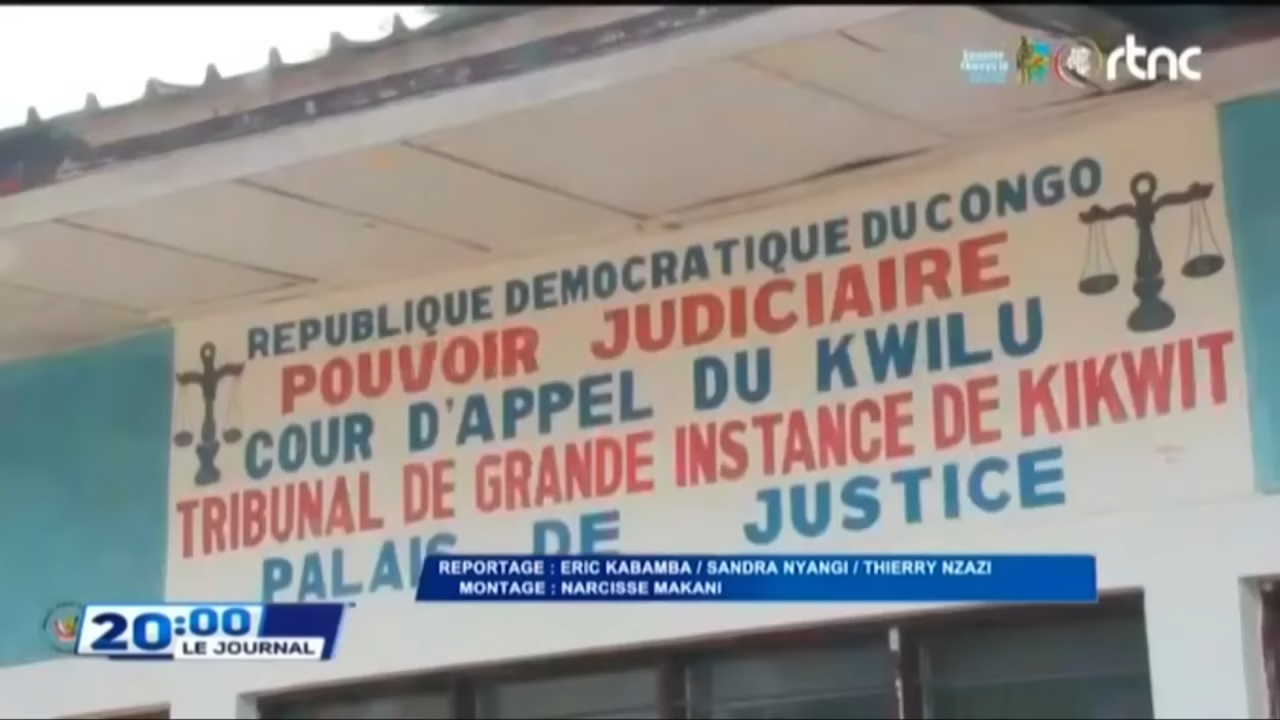 rtnc
REPUBLIQUE DEMOCRATIQUE DU CONGO
POUVOIR JUDICIAIRE
COUR D'APPEL DU KWILU
TRIBUNAL DE GRANDE INSTANCE DE KIKWIT
PALAIS DE JUSTICE
REPORTAGE : ERIC KABAMBA / SANDRA NYANGI / THIERRY NZAZI
MONTAGE : NARCISSE MAKANI
20:00
LE JOURNAL